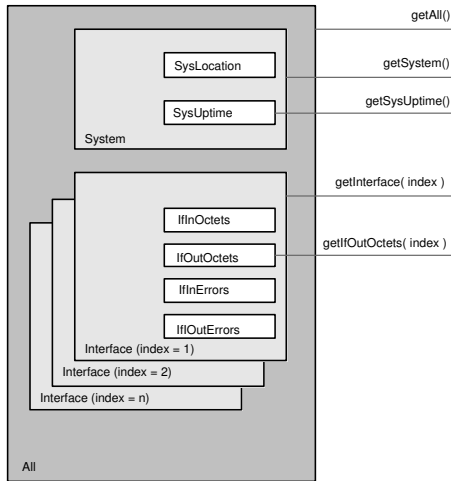 getAll()
SysLocation
getSystem()
SysUptime
getSysUptime()
System
getInterface( index )
IfInOctets
IfOutOctets
getIfOutOctets( index )
IfInErrors
IfIOutErrors
Interface (index = 1)
Interface (index = 2)
Interface (index = n)
All